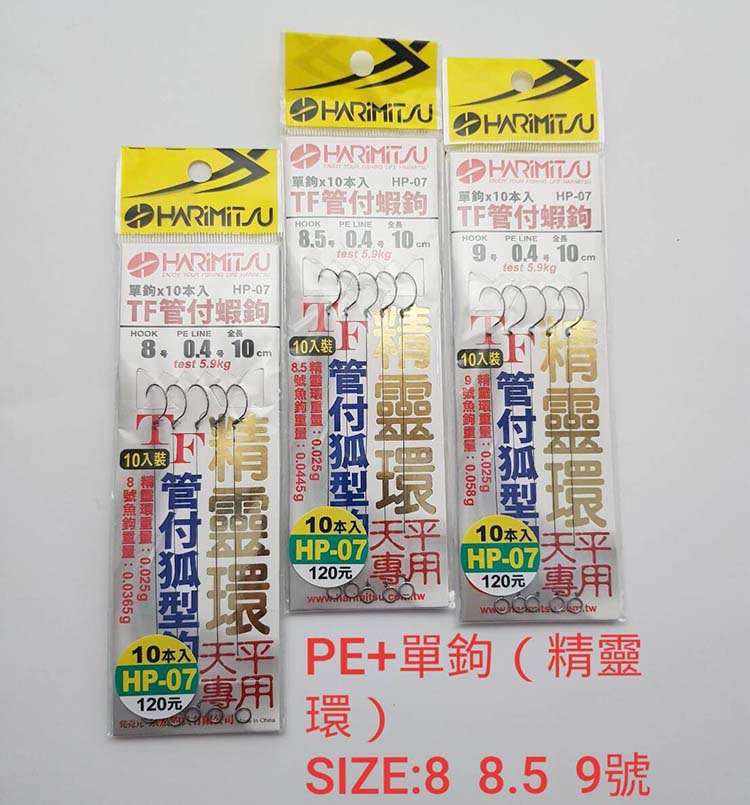 HARiMiTSU
HARiMiTSU
ENJOY YOUR FISHING LIFE HARIMITSU
單鉤x10本入 HP-07
TF管付蝦鉤
HOOK PE LINE 全長
8号 0.4号 10cm
test 5.9kg
TF
10入裝
精靈環
管付狐型
精靈環重量：0.025g
8號魚鉤重量：0.0365g
天平專用
10本入
HP-07
120元
in China
HARiMiTSU
HARiMiTSU
ENJOY YOUR FISHING LIFE HARIMITSU
單鉤x10本入 HP-07
TF管付蝦鉤
HOOK PE LINE 全長
8.5号 0.4号 10cm
test 5.9kg
TF
10入裝
精靈環
管付狐型
精靈環重量：0.025g
8.5號魚鉤重量：0.0445g
天平專用
10本入
HP-07
120元
www.harimitsu.com.tw
HARiMiTSU
HARiMiTSU
ENJOY YOUR FISHING LIFE HARIMITSU
單鉤x10本入 HP-07
TF管付蝦鉤
HOOK PE LINE 全長
9号 0.4号 10cm
test 5.9kg
TF
10入裝
精靈環
管付狐型
精靈環重量：0.025g
9號魚鉤重量：0.058g
天平專用
10本入
HP-07
120元
www.harimitsu.com.tw
PE+單鉤（精靈
環）
SIZE:8 8.5 9號